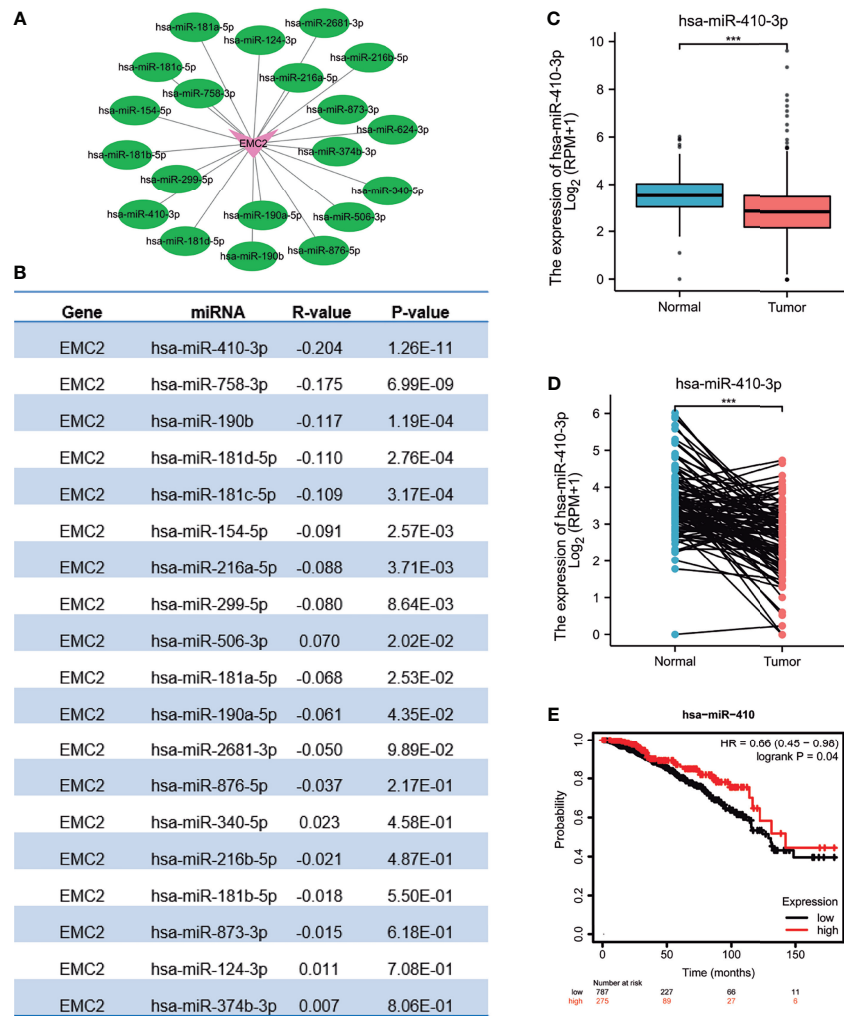 A
hsa-miR-181a-5p
hsa-miR-2681-3p
hsa-miR-124-3p
hsa-miR-216b-5p
hsa-miR-181c-5p
hsa-miR-216a-5p
hsa-miR-758-3p
hsa-miR-154-5p
hsa-miR-873-3p
hsa-miR-624-3p
EMC2
hsa-miR-181b-5p
hsa-miR-374b-3p
hsa-miR-299-5p
hsa-miR-340-5p
hsa-miR-410-3p
hsa-miR-190a-5p
hsa-miR-506-3p
hsa-miR-181d-5p
hsa-miR-190b
hsa-miR-876-5p
B
Gene miRNA R-value P-value
EMC2 hsa-miR-410-3p -0.204 1.26E-11
EMC2 hsa-miR-758-3p -0.175 6.99E-09
EMC2 hsa-miR-190b -0.117 1.19E-04
EMC2 hsa-miR-181d-5p -0.110 2.76E-04
EMC2 hsa-miR-181c-5p -0.109 3.17E-04
EMC2 hsa-miR-154-5p -0.091 2.57E-03
EMC2 hsa-miR-216a-5p -0.088 3.71E-03
EMC2 hsa-miR-299-5p -0.080 8.64E-03
EMC2 hsa-miR-506-3p 0.070 2.02E-02
EMC2 hsa-miR-181a-5p -0.068 2.53E-02
EMC2 hsa-miR-190a-5p -0.061 4.35E-02
EMC2 hsa-miR-2681-3p -0.050 9.89E-02
EMC2 hsa-miR-876-5p -0.037 2.17E-01
EMC2 hsa-miR-340-5p 0.023 4.58E-01
EMC2 hsa-miR-216b-5p -0.021 4.87E-01
EMC2 hsa-miR-181b-5p -0.018 5.50E-01
EMC2 hsa-miR-873-3p -0.015 6.18E-01
EMC2 hsa-miR-124-3p 0.011 7.08E-01
EMC2 hsa-miR-374b-3p 0.007 8.06E-01
C
hsa-miR-410-3p
***
The expression of hsa-miR-410-3p
Log2 (RPM+1)
10
8
6
4
2
0
Normal Tumor
D
hsa-miR-410-3p
***
The expression of hsa-miR-410-3p
Log2 (RPM+1)
6
5
4
3
2
1
0
Normal Tumor
E
hsa−miR−410
HR = 0.66 (0.45 − 0.98)
logrank P = 0.04
Probability
1.0
0.8
0.6
0.4
0.2
0.0
Expression
low
high
0 50 100 150
Time (months)
Number at risk
low 787 227 66 11
high 275 89 27 6